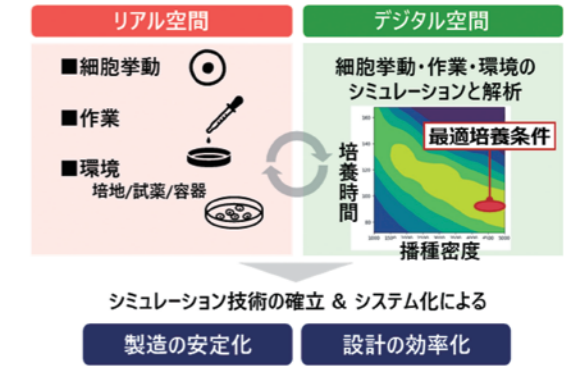 リアル空間
デジタル空間
■細胞挙動
■作業
■環境
培地/試薬/容器
細胞挙動・作業・環境の
シミュレーションと解析
最適培養条件
培養時間
播種密度
シミュレーション技術の確立 & システム化による
製造の安定化
設計の効率化